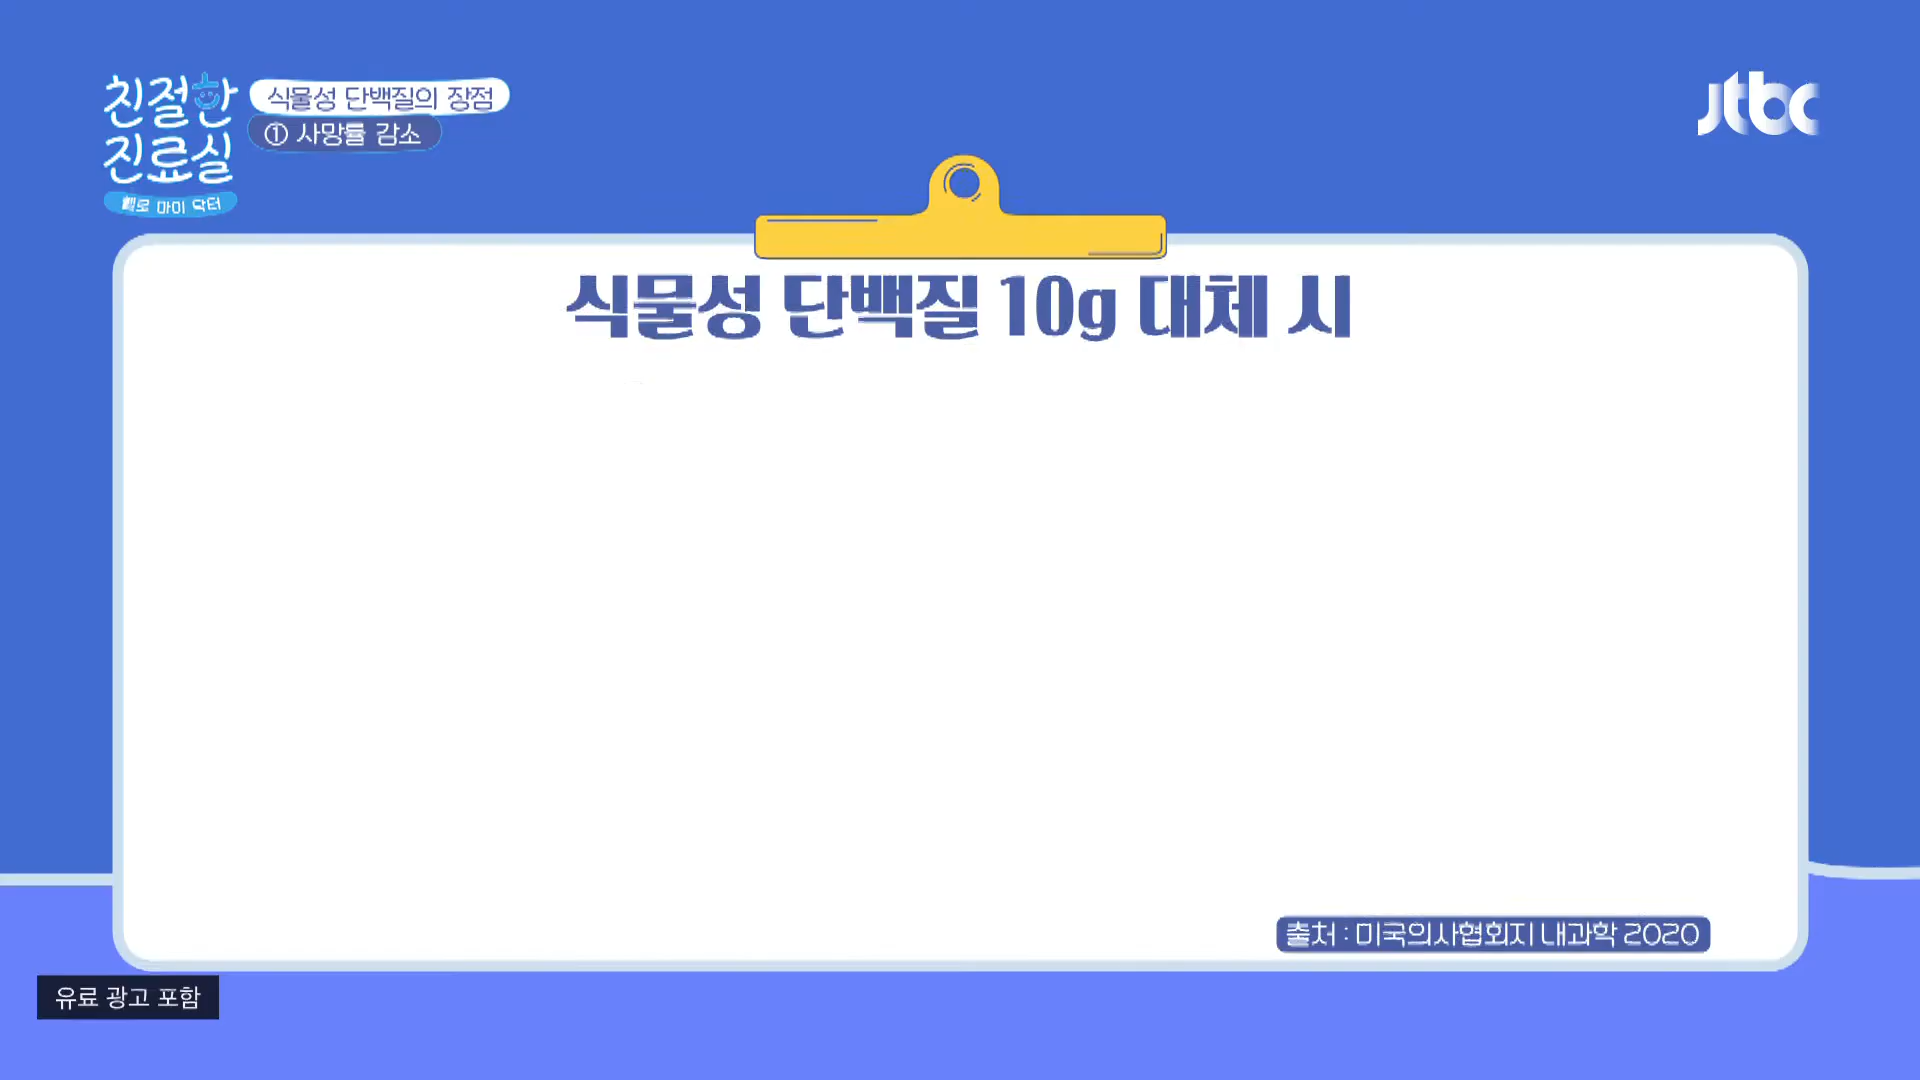 친절한
진료실
헬로 마이 닥터
식물성 단백질의 장점
① 사망률 감소
jtbc
식물성 단백질 10g 대체 시
출처 : 미국의사협회지 내과학 2020
유료 광고 포함